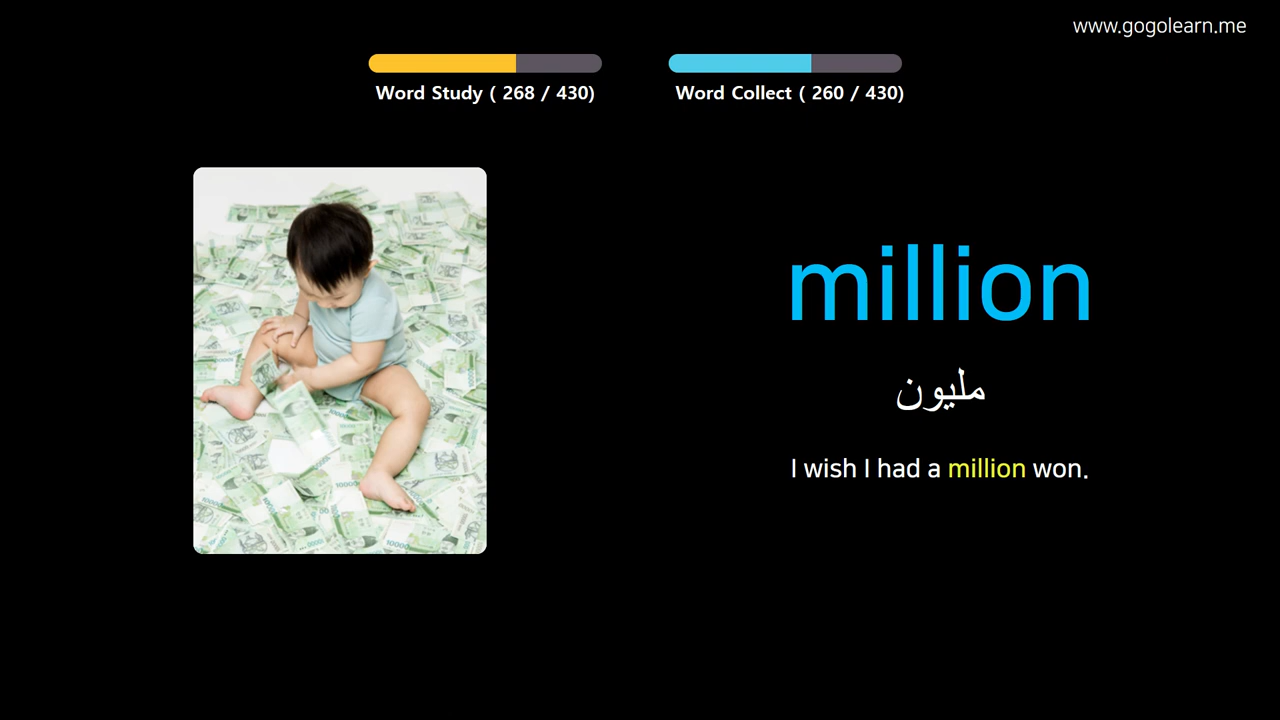 www.gogolearn.me
Word Study ( 268 / 430)
Word Collect ( 260 / 430)
million
مليون
I wish I had a million won.